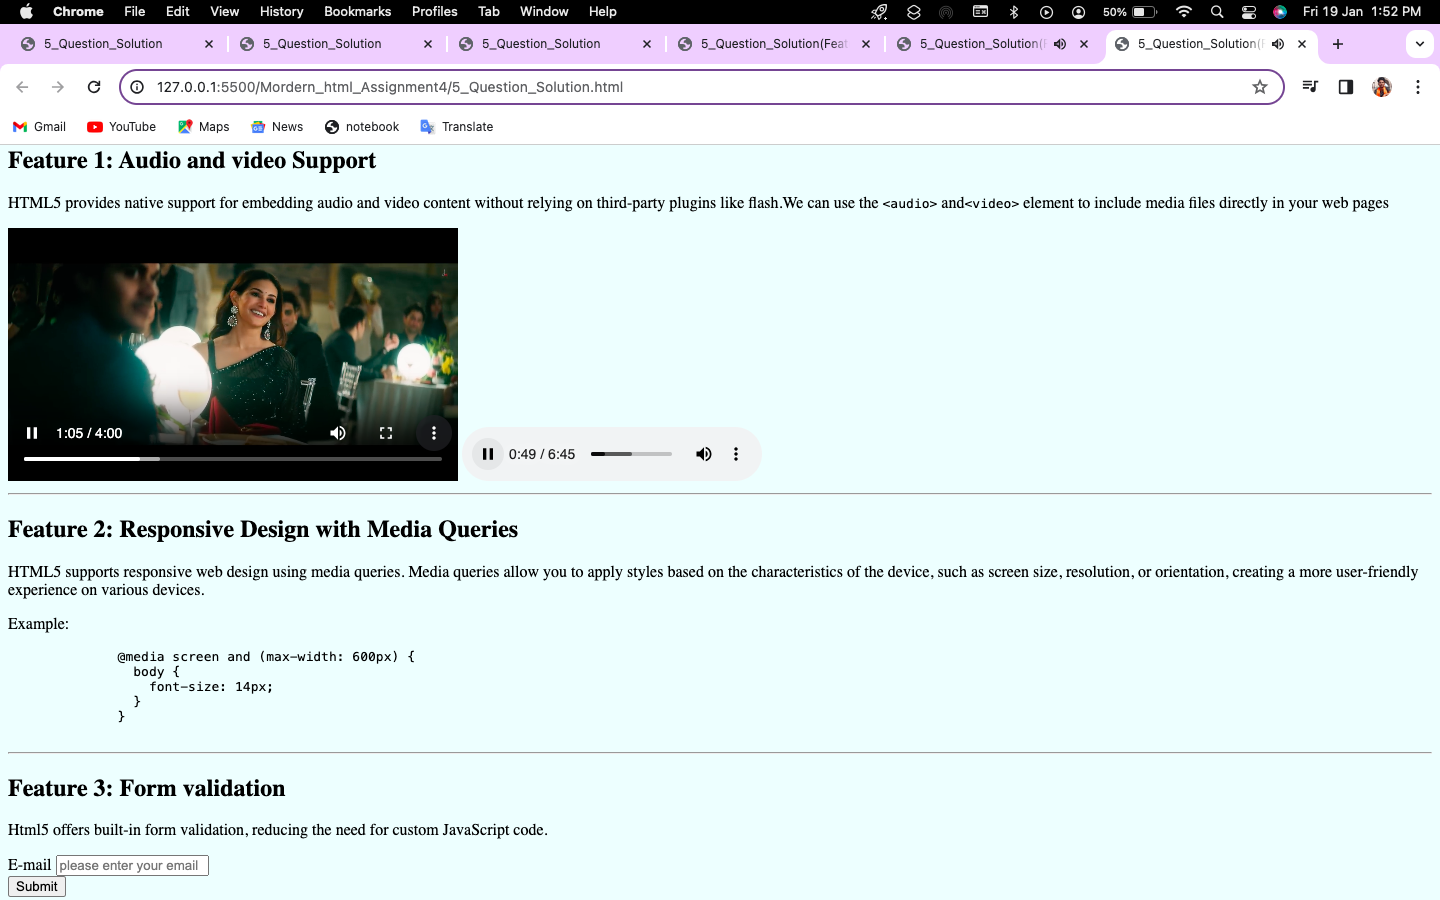 Chrome File Edit View History Bookmarks Profiles Tab Window Help 50% Fri 19 Jan 1:52 PM
5_Question_Solution 5_Question_Solution 5_Question_Solution 5_Question_Solution(Feat 5_Question_Solution(F 5_Question_Solution(F
127.0.0.1:5500/Mordern_html_Assignment4/5_Question_Solution.html
Gmail YouTube Maps News notebook Translate
Feature 1: Audio and video Support
HTML5 provides native support for embedding audio and video content without relying on third-party plugins like flash.We can use the <audio> and<video> element to include media files directly in your web pages
1:05 / 4:00
0:49 / 6:45
Feature 2: Responsive Design with Media Queries
HTML5 supports responsive web design using media queries. Media queries allow you to apply styles based on the characteristics of the device, such as screen size, resolution, or orientation, creating a more user-friendly
experience on various devices.
Example:
@media screen and (max-width: 600px) {
body {
font-size: 14px;
}
}
Feature 3: Form validation
Html5 offers built-in form validation, reducing the need for custom JavaScript code.
E-mail please enter your email
Submit